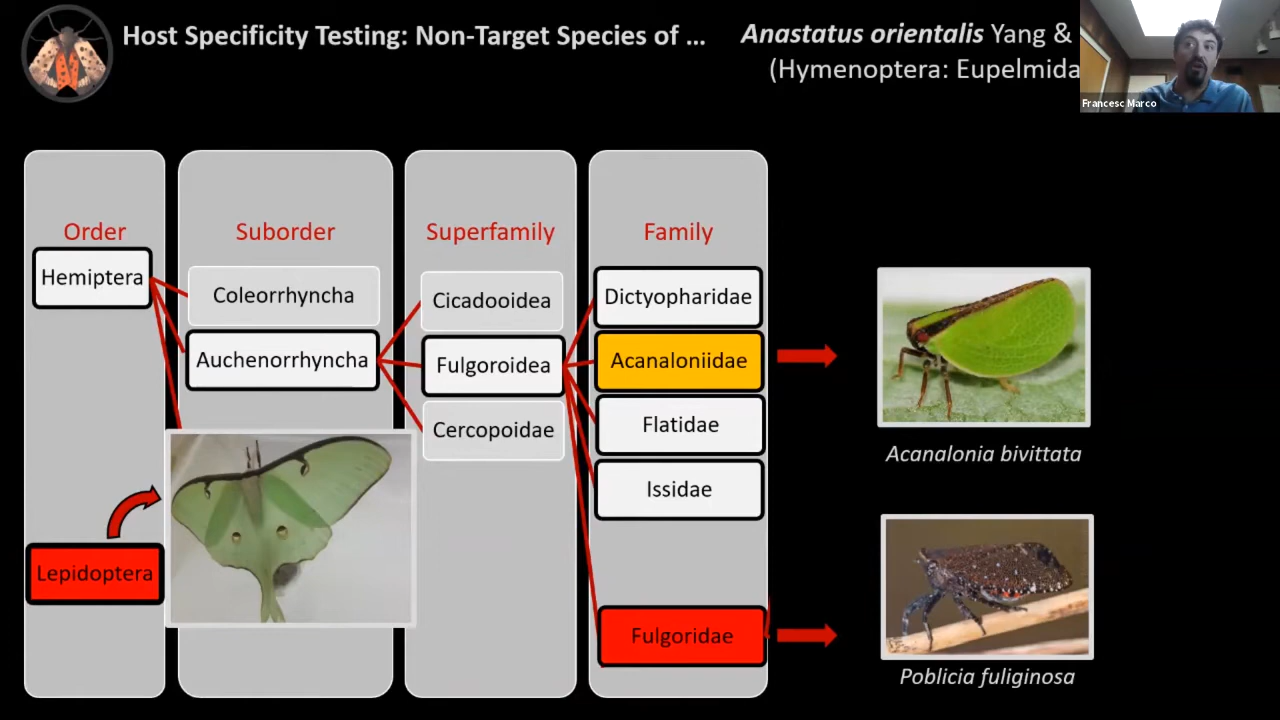 Host Specificity Testing: Non-Target Species of ...
Anastatus orientalis Yang &
(Hymenoptera: Eupelmida
Francesc Marco
Order
Suborder
Superfamily
Family
Hemiptera
Coleorrhyncha
Cicadooidea
Dictyopharidae
Auchenorrhyncha
Fulgoroidea
Acanaloniidae
Cercopoidae
Flatidae
Issidae
Lepidoptera
Fulgoridae
Acanalonia bivittata
Poblicia fuliginosa